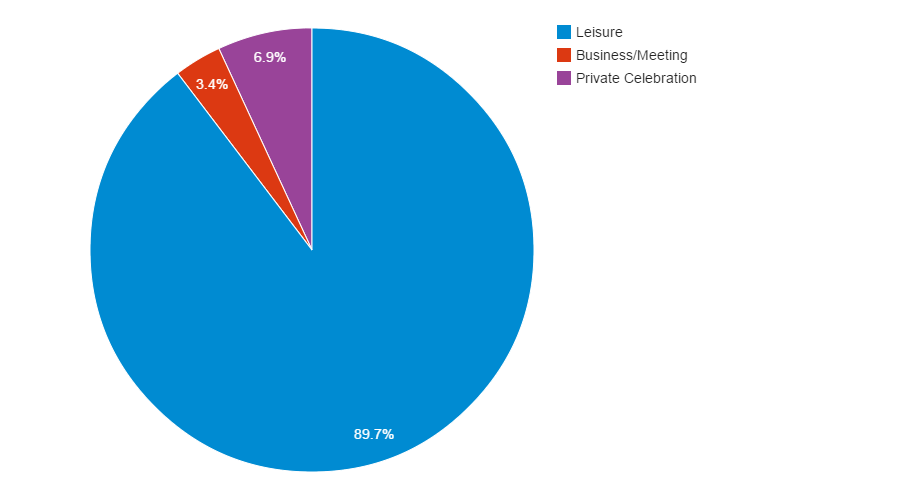 Leisure
Business/Meeting
Private Celebration
6.9%
3.4%
89.7%